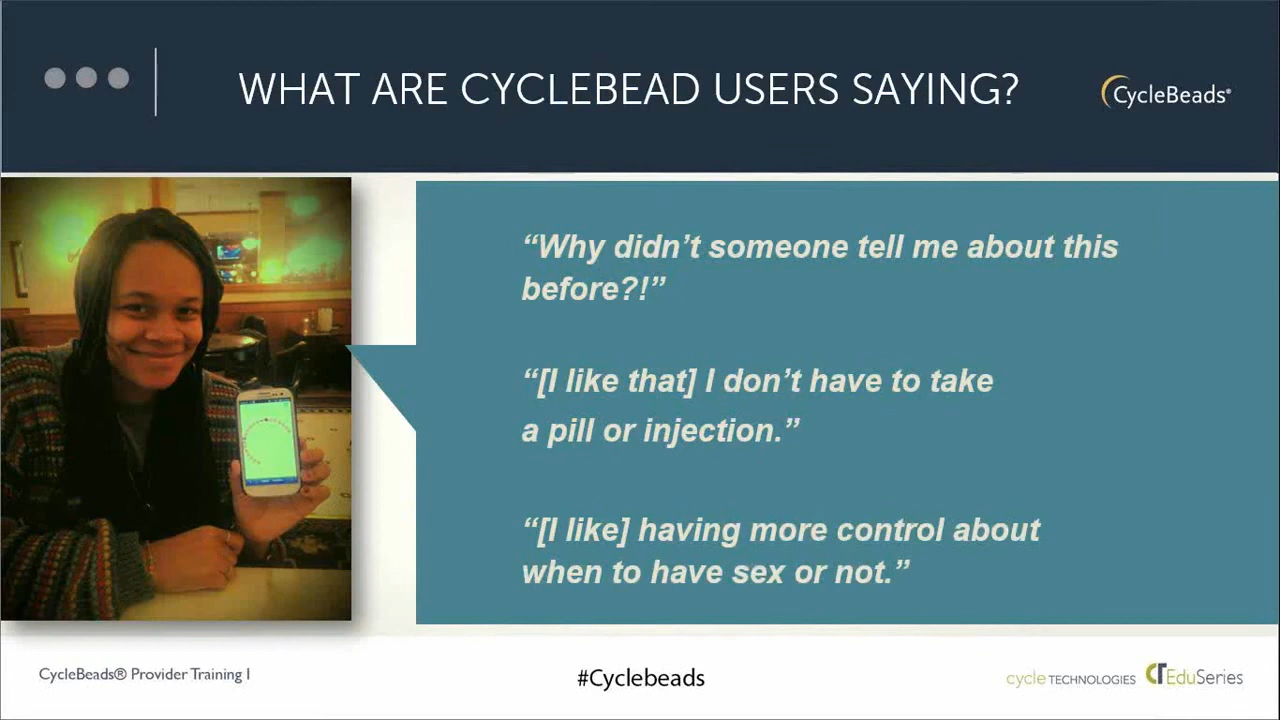 WHAT ARE CYCLEBEAD USERS SAYING?
CycleBeads®
“Why didn’t someone tell me about this
before?!”
“[I like that] I don’t have to take
a pill or injection.”
“[I like] having more control about
when to have sex or not.”
CycleBeads® Provider Training I
#Cyclebeads
cycle TECHNOLOGIES
CT EduSeries